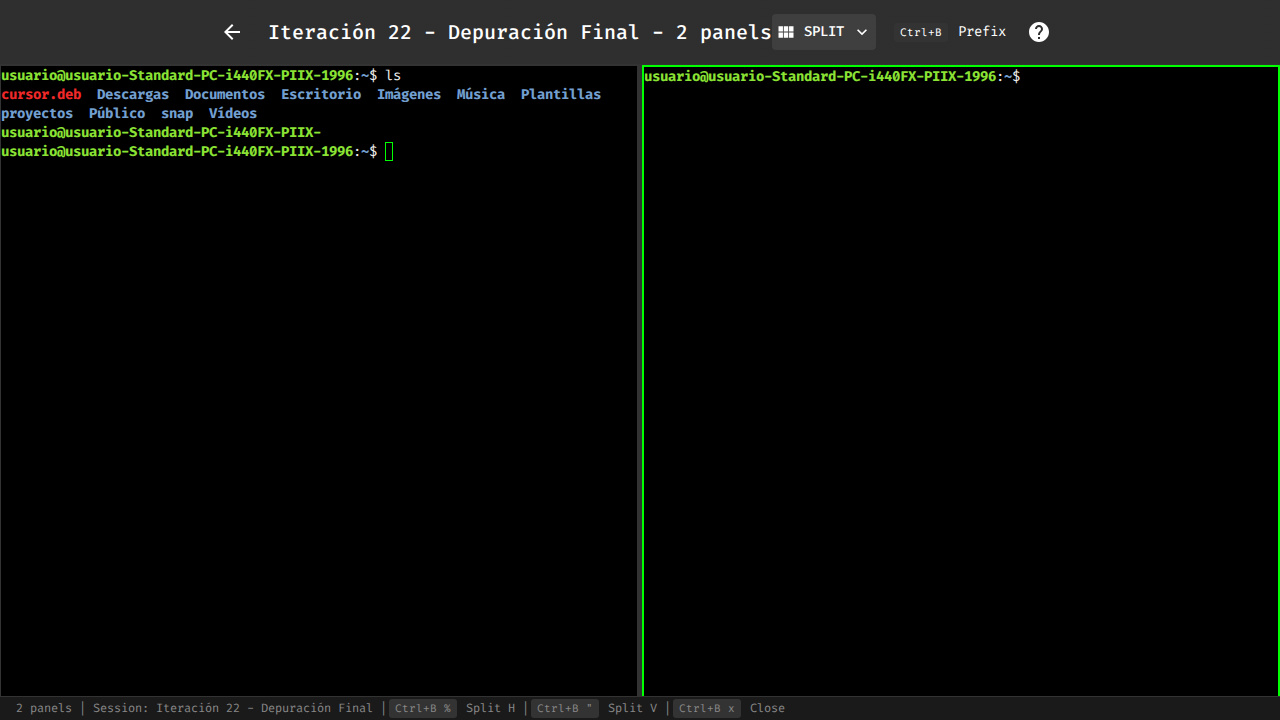 Iteración 22 - Depuración Final - 2 panels SPLIT Ctrl+B Prefix
usuario@usuario-Standard-PC-i440FX-PIIX-1996:~$ ls
cursor.deb Descargas Documentos Escritorio Imágenes Música Plantillas
proyectos Público snap Vídeos
usuario@usuario-Standard-PC-i440FX-PIIX-
usuario@usuario-Standard-PC-i440FX-PIIX-1996:~$
usuario@usuario-Standard-PC-i440FX-PIIX-1996:~$
2 panels | Session: Iteración 22 - Depuración Final | Ctrl+B % Split H | Ctrl+B " Split V | Ctrl+B x Close